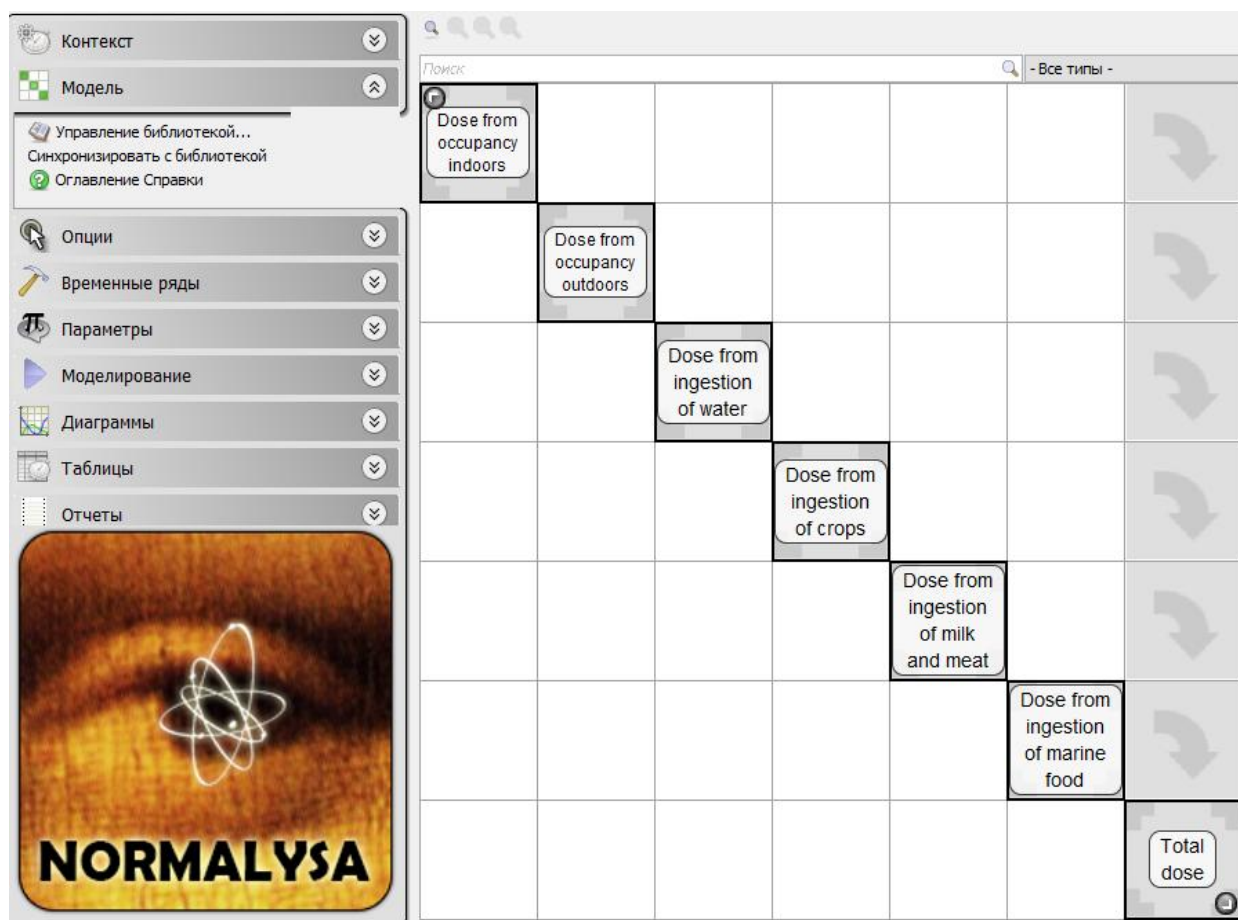 Контекст
Модель
Управление библиотекой...
Синхронизировать с библиотекой
Оглавление Справки
Опции
Временные ряды
Параметры
Моделирование
Диаграммы
Таблицы
Отчеты
NORMALYSA
Поиск
- Все типы -
Dose from
occupancy
indoors
Dose from
occupancy
outdoors
Dose from
ingestion
of water
Dose from
ingestion
of crops
Dose from
ingestion
of milk
and meat
Dose from
ingestion
of marine
food
Total
dose